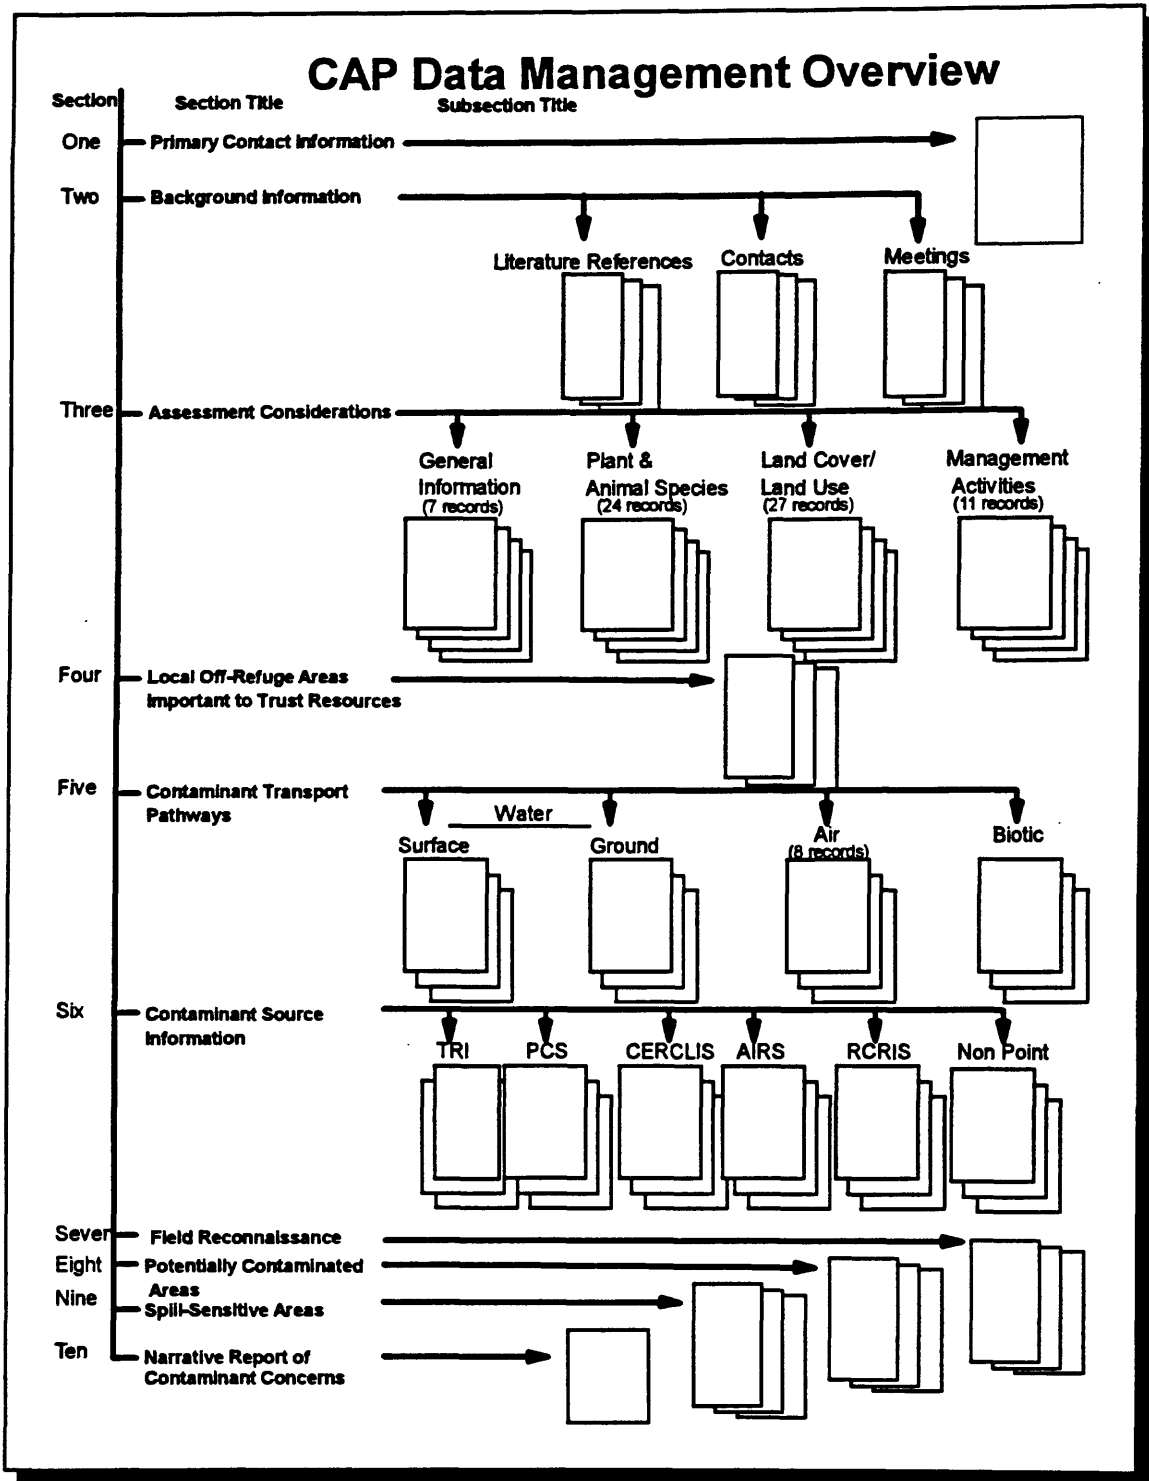 CAP Data Management Overview
Section Section Title Subsection Title
One Primary Contact Information
Two Background Information
Literature References Contacts Meetings
Three Assessment Considerations
General Plant & Land Cover/ Management
Information Animal Species Land Use Activities
(7 records) (24 records) (27 records) (11 records)
Four Local Off-Refuge Areas
Important to Trust Resources
Five Contaminant Transport
Pathways
Water
Surface Ground Air Biotic
(8 records)
Six Contaminant Source
Information
TRI PCS CERCLIS AIRS RCRIS Non Point
Seven Field Reconnaissance
Eight Potentially Contaminated
Areas
Nine Spill-Sensitive Areas
Ten Narrative Report of
Contaminant Concerns